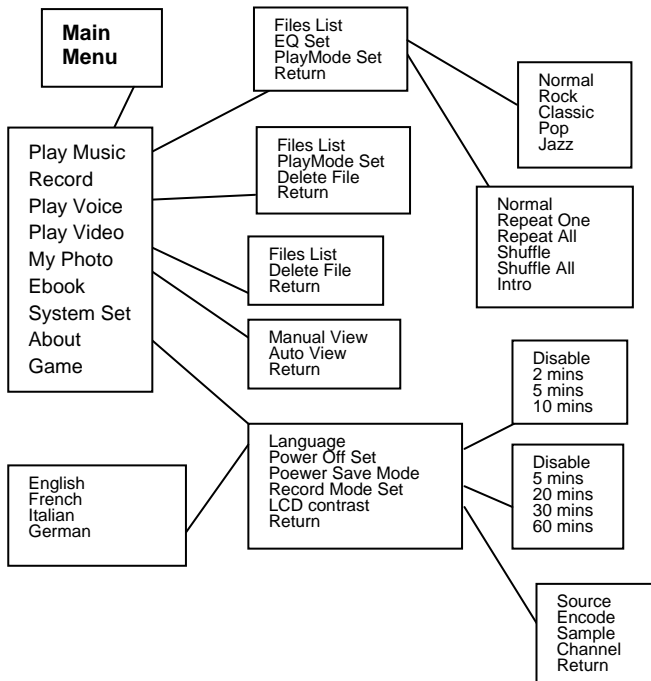 Main
Menu
Play Music
Record
Play Voice
Play Video
My Photo
Ebook
System Set
About
Game
Files List
EQ Set
PlayMode Set
Return
Normal
Rock
Classic
Pop
Jazz
Normal
Repeat One
Repeat All
Shuffle
Shuffle All
Intro
Files List
PlayMode Set
Delete File
Return
Files List
Delete File
Return
Manual View
Auto View
Return
Language
Power Off Set
Poewer Save Mode
Record Mode Set
LCD contrast
Return
English
French
Italian
German
Disable
2 mins
5 mins
10 mins
Disable
5 mins
20 mins
30 mins
60 mins
Source
Encode
Sample
Channel
Return